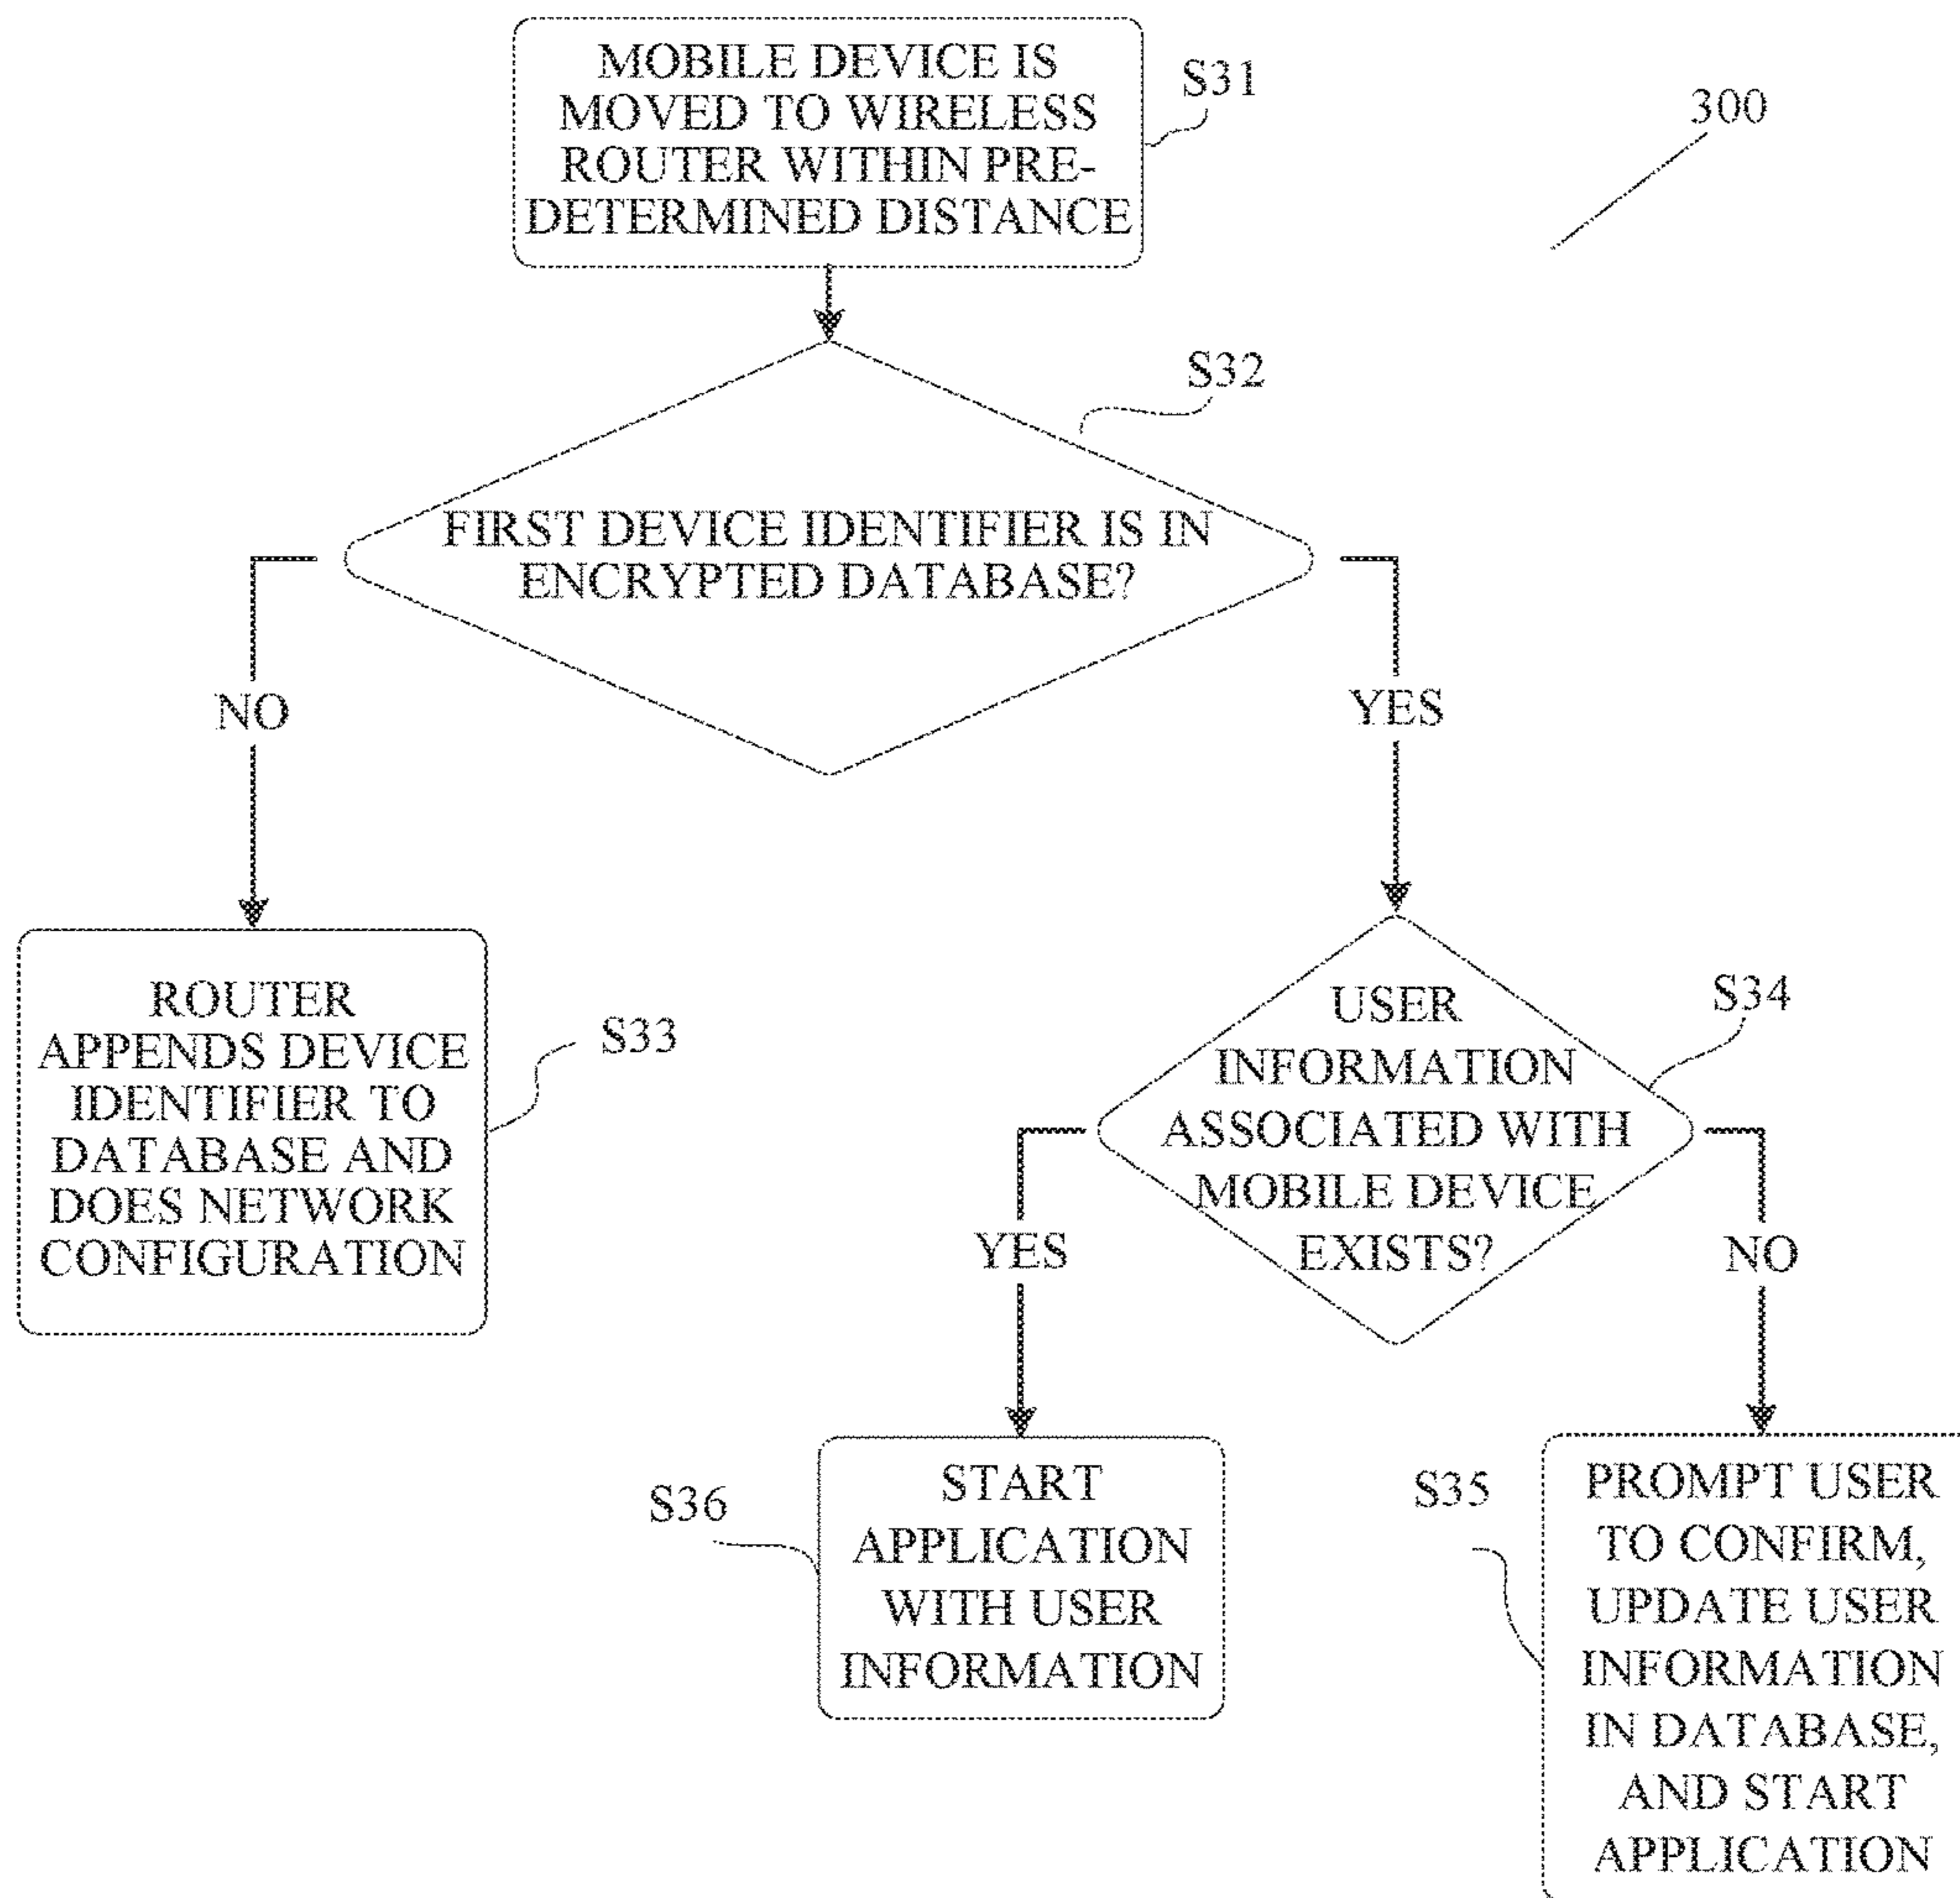 MOBILE DEVICE IS
MOVED TO WIRELESS
ROUTER WITHIN PRE-
DETERMINED DISTANCE
S31
300
S32
FIRST DEVICE IDENTIFIER IS IN
ENCRYPTED DATABASE?
NO
YES
ROUTER
APPENDS DEVICE
IDENTIFIER TO
DATABASE AND
DOES NETWORK
CONFIGURATION
S33
USER
INFORMATION
ASSOCIATED WITH
MOBILE DEVICE
EXISTS?
S34
YES
NO
S36
START
APPLICATION
WITH USER
INFORMATION
S35
PROMPT USER
TO CONFIRM,
UPDATE USER
INFORMATION
IN DATABASE,
AND START
APPLICATION